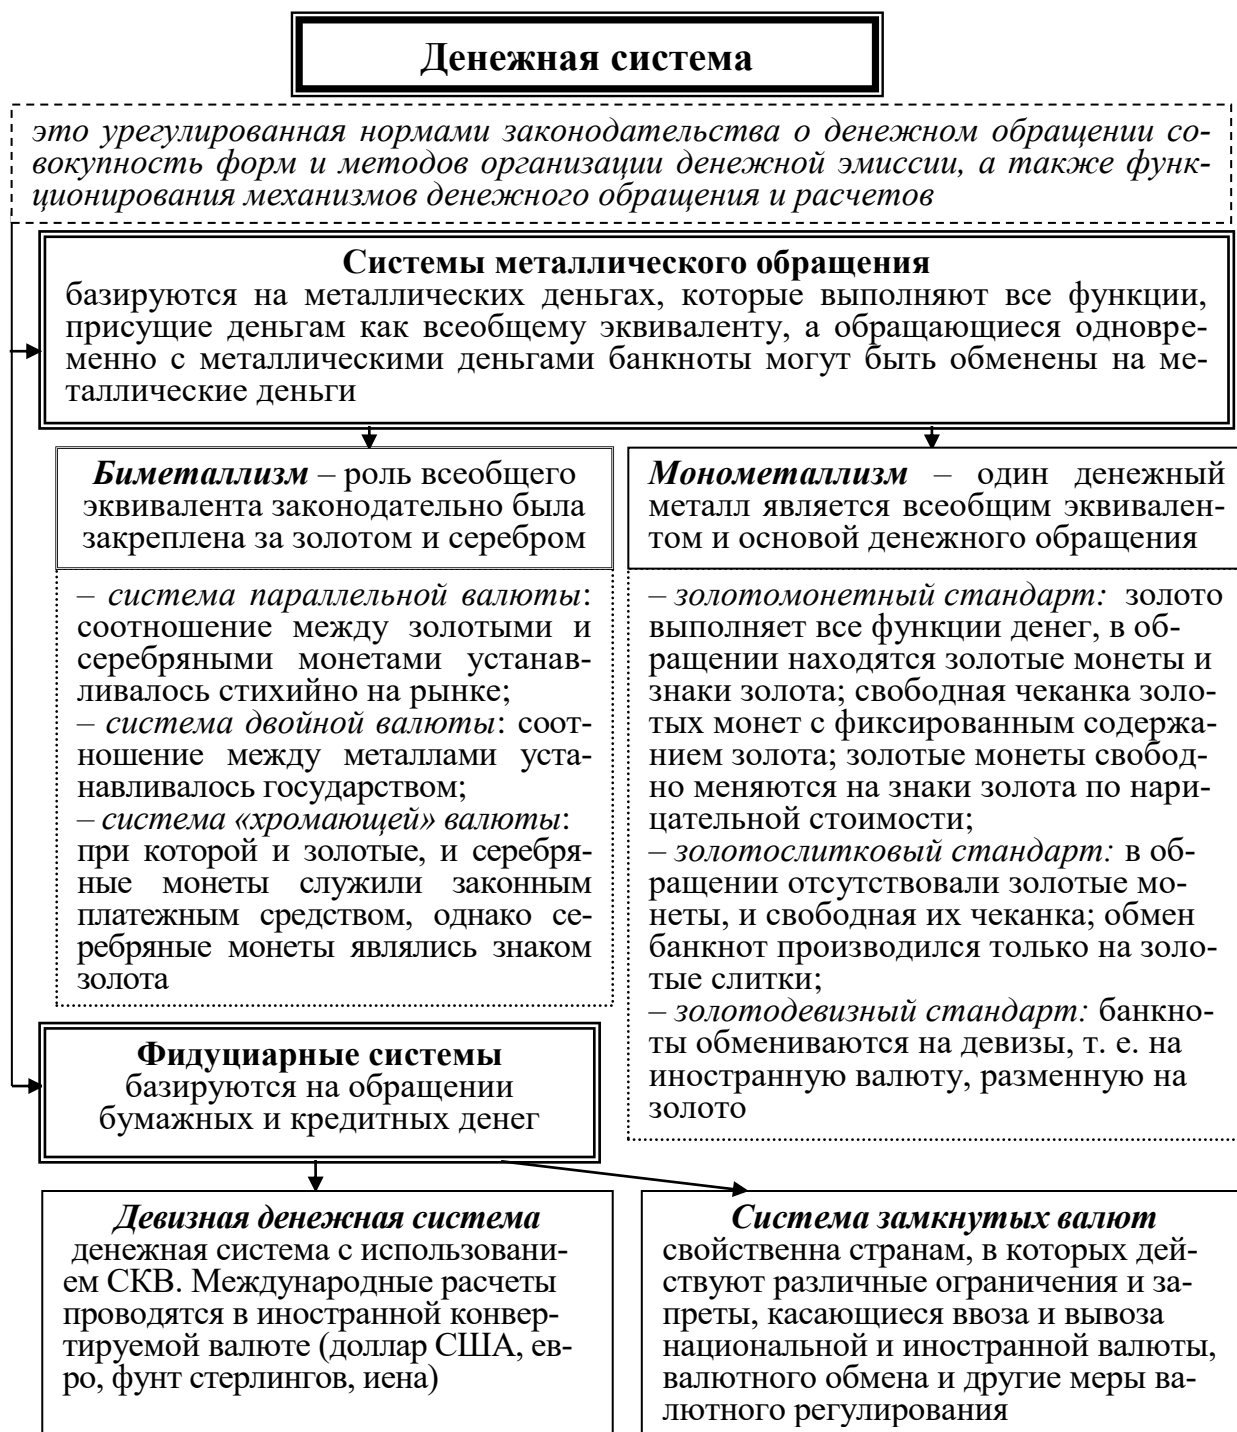 Денежная система
это урегулированная нормами законодательства о денежном обращении со-
вокупность форм и методов организации денежной эмиссии, а также функ-
ционирования механизмов денежного обращения и расчетов
Системы металлического обращения
базируются на металлических деньгах, которые выполняют все функции,
присущие деньгам как всеобщему эквиваленту, а обращающиеся одновре-
менно с металлическими деньгами банкноты могут быть обменены на ме-
таллические деньги
Биметаллизм – роль всеобщего
эквивалента законодательно была
закреплена за золотом и серебром
– система параллельной валюты:
соотношение между золотыми и
серебряными монетами устанав-
ливалось стихийно на рынке;
– система двойной валюты: соот-
ношение между металлами уста-
навливалось государством;
– система «хромающей» валюты:
при которой и золотые, и серебря-
ные монеты служили законным
платежным средством, однако се-
ребряные монеты являлись знаком
золота
Монометаллизм – один денежный
металл является всеобщим эквивален-
том и основой денежного обращения
– золотомонетный стандарт: золото
выполняет все функции денег, в об-
ращении находятся золотые монеты и
знаки золота; свободная чеканка золо-
тых монет с фиксированным содержа-
нием золота; золотые монеты свобод-
но меняются на знаки золота по нари-
цательной стоимости;
– золотослитковый стандарт: в об-
ращении отсутствовали золотые мо-
неты, и свободная их чеканка; обмен
банкнот производился только на золо-
тые слитки;
– золотодевизный стандарт: банкно-
ты обмениваются на девизы, т. е. на
иностранную валюту, разменную на
золото
Фидуциарные системы
базируются на обращении
бумажных и кредитных денег
Девизная денежная система
денежная система с использовани-
ем СКВ. Международные расчеты
проводятся в иностранной конвер-
тируемой валюте (доллар США, ев-
ро, фунт стерлингов, иена)
Система замкнутых валют
свойственна странам, в которых дей-
ствуют различные ограничения и за-
преты, касающиеся ввоза и вывоза
национальной и иностранной валюты,
валютного обмена и другие меры ва-
лютного регулирования